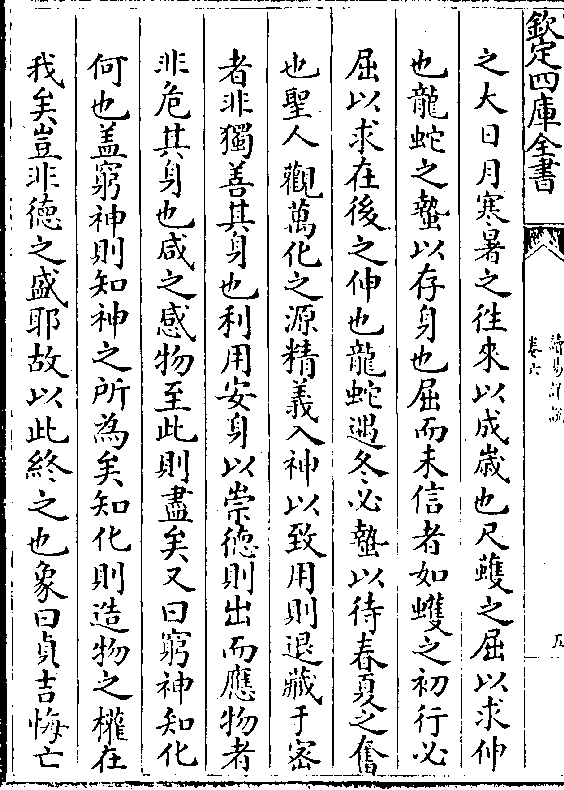 欽定四庫全書
卷六
之大日月寒暑之徃來以成歲也尺蠖之屈以求伸
也龍蛇之蟄以存身也屈而未信者如蠖之初行必
屈以求在後之伸也龍蛇遇冬必蟄以待春夏之奮
也聖人觀萬化之源精義入神以致用則退藏于密
者非獨善其身也利用安身以崇德則出而應物者
非危其身也咸之感物至此則盡矣又曰窮神知化
何也盖窮神則知神之所為矣知化則造物之權在
我矣豈非德之盛耶故以此終之也象曰貞吉悔亡